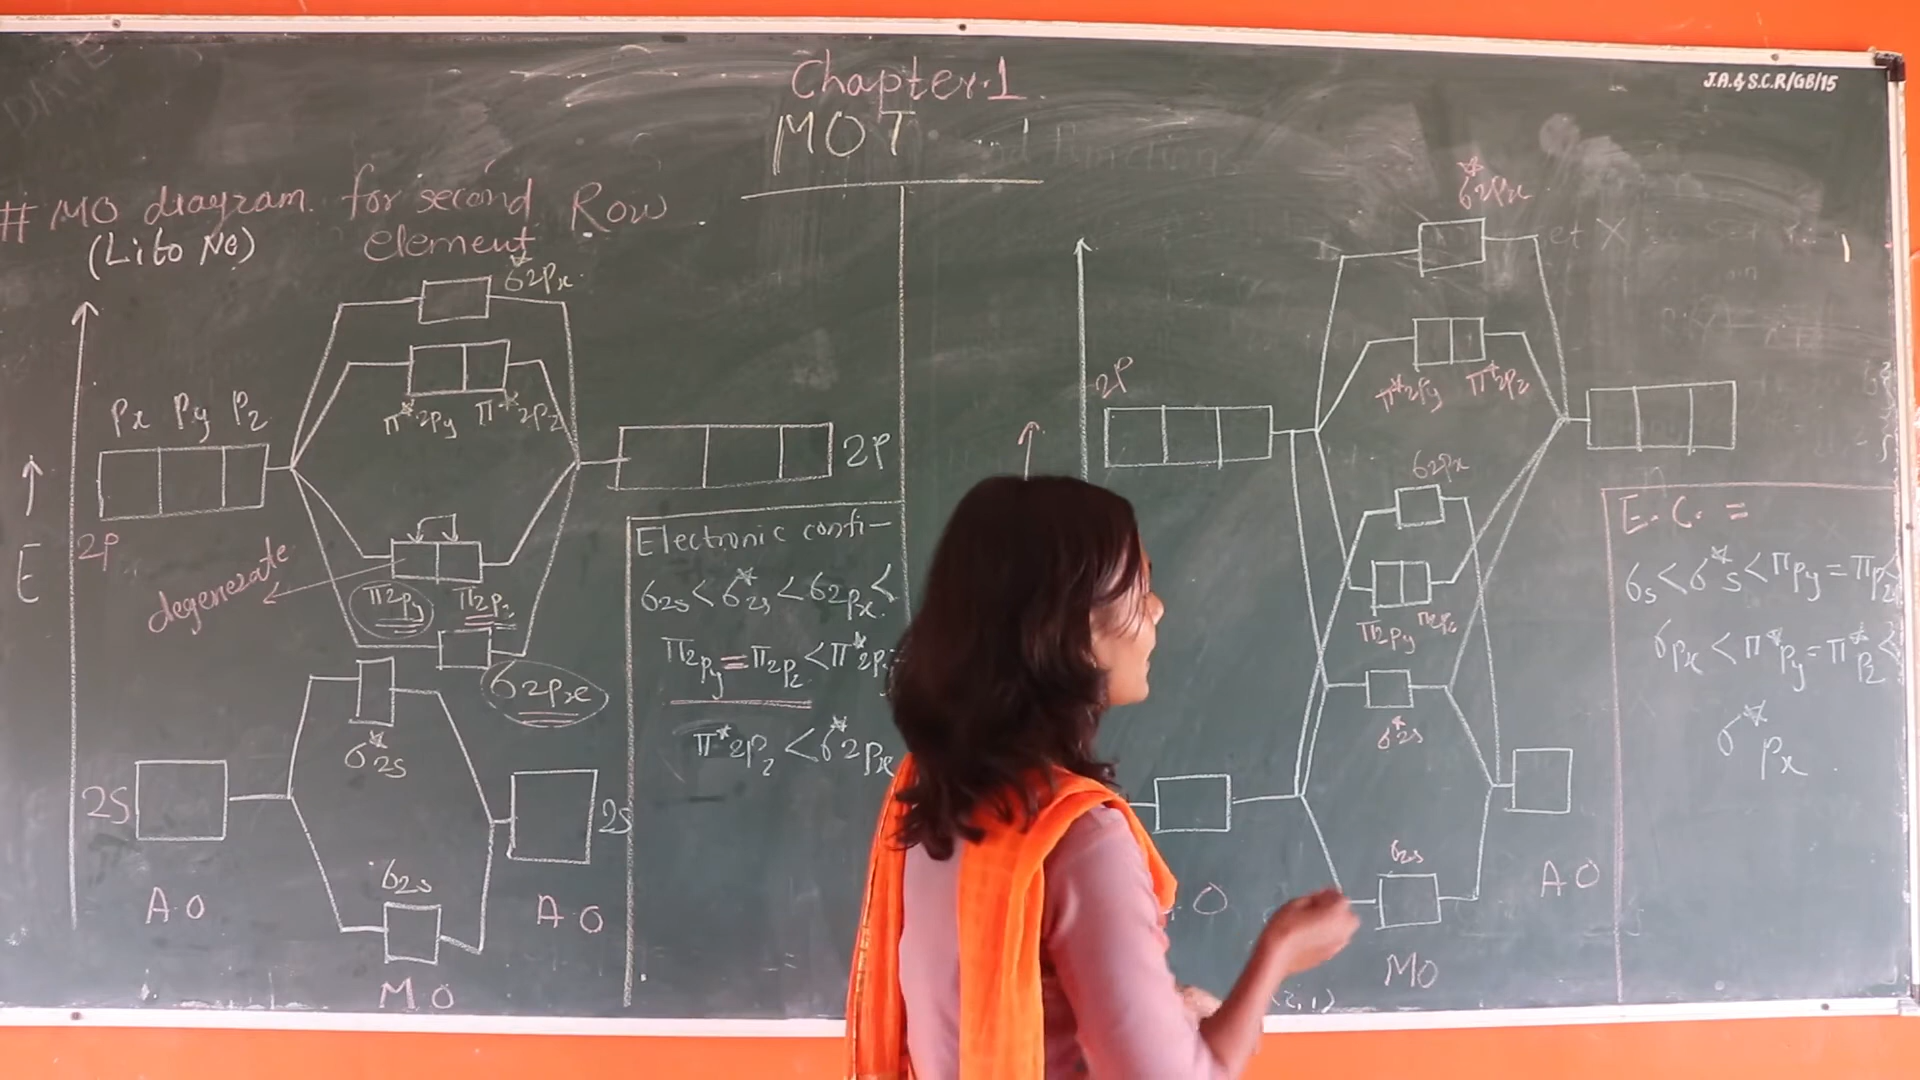 J.A.&S.C.R/GB/15
Chapter.1
MOT
# MO diagram for second Row
element
(Li to Ne)
σ*2px
π*2py π*2pz
Px Py Pz
2P
2P
E
degenerate
π2py π2pz
σ2px
σ*2s
2S
2S
σ2s
A.O
A.O
M.O
Electronic confi-
σ2s<σ*2s<σ2px<
π2py=π2pz<π*2py
π*2pz<σ*2px
σ*2px
π*2py π*2pz
2P
σ2px
π2py π2pz
σ*2s
σ2s
O
A O
MO
E.C. =
σs<σ*s<πpy=πpz<
σpx<π*py=π*pz<
σ*px